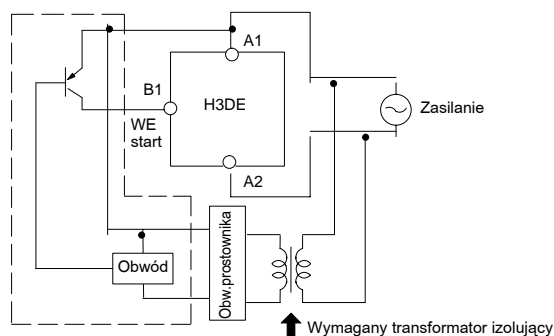 A1
B1
H3DE
WE
start
Zasilanie
A2
Obwód
Obw.prostownika
Wymagany transformator izolujący